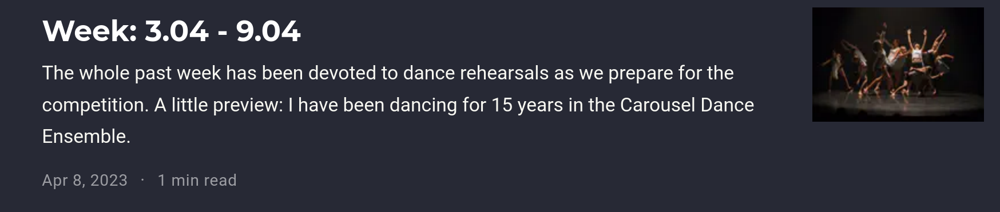 Week: 3.04 - 9.04
The whole past week has been devoted to dance rehearsals as we prepare for the
competition. A little preview: I have been dancing for 15 years in the Carousel Dance
Ensemble.
Apr 8, 2023 · 1 min read